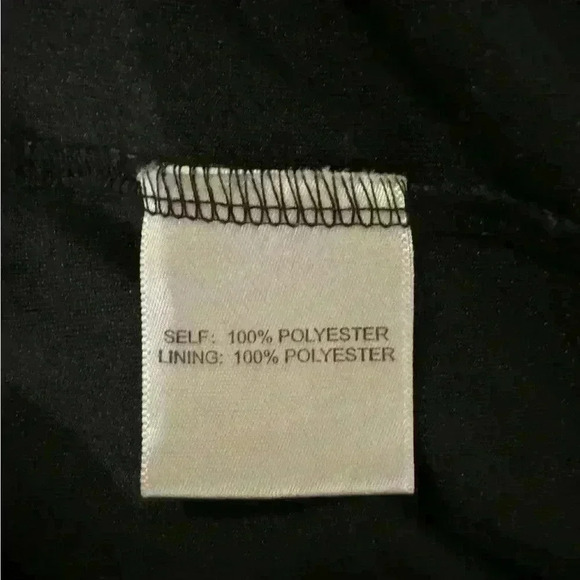 SELF: 100% POLYESTER
LINING: 100% POLYESTER